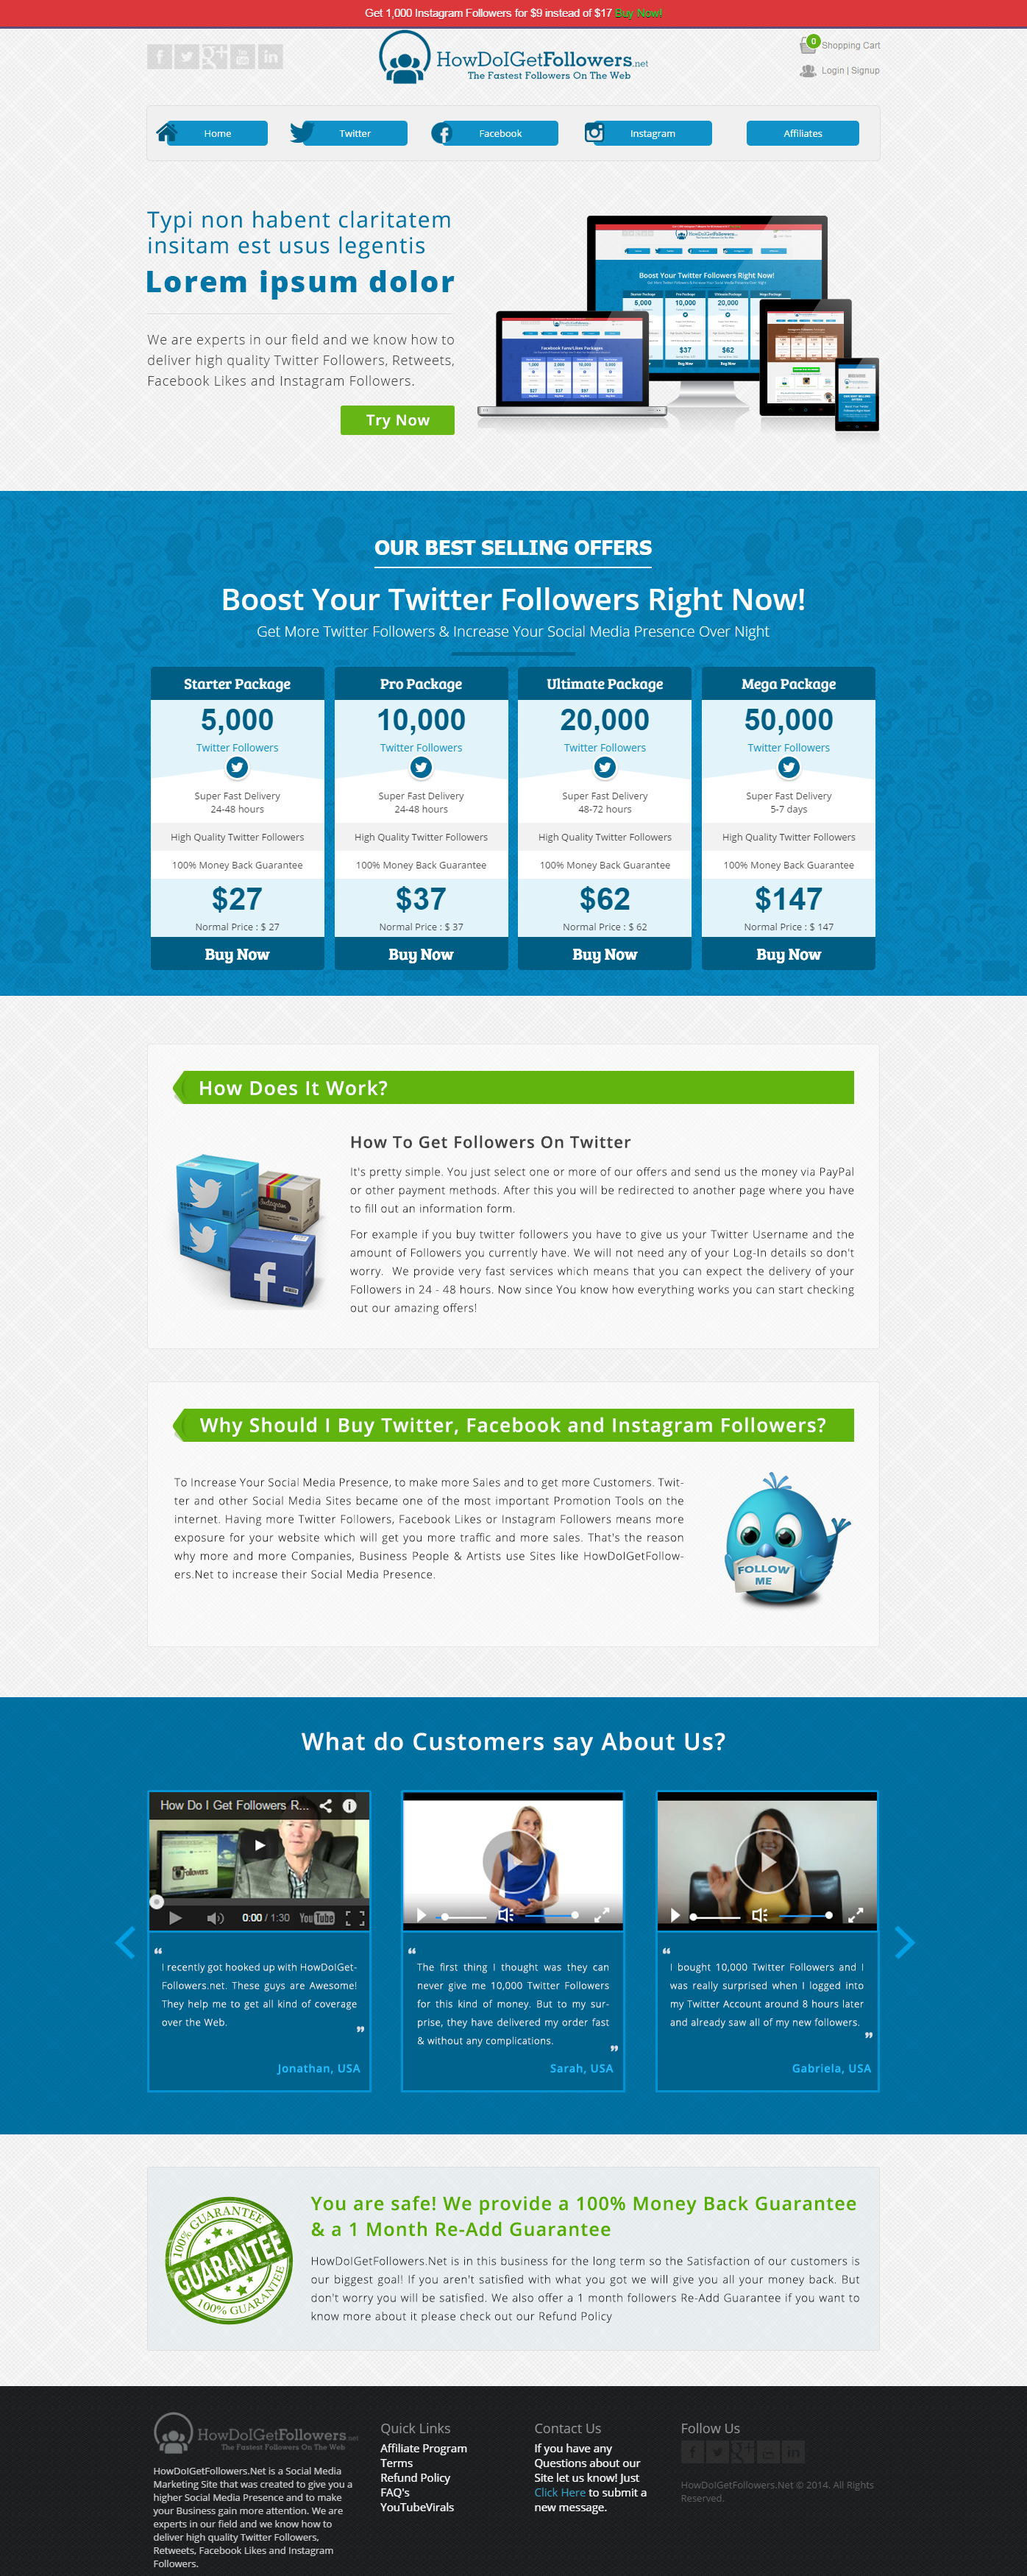 Get 1,000 Instagram Followers for $9 instead of $17 Buy Now!
HowDoIGetFollowers.net
The Fastest Followers On The Web
0
Shopping Cart
Login | Signup
Home
Twitter
Facebook
Instagram
Affiliates
Typi non habent claritatem
insitam est usus legentis
Lorem ipsum dolor
We are experts in our field and we know how to
deliver high quality Twitter Followers, Retweets,
Facebook Likes and Instagram Followers.
Try Now
Boost Your Twitter Followers Right Now!
5,000
10,000
20,000
50,000
$37
$62
OUR BEST SELLING OFFERS
Boost Your Twitter Followers Right Now!
Get More Twitter Followers & Increase Your Social Media Presence Over Night
Starter Package
5,000
Twitter Followers
Super Fast Delivery
24-48 hours
High Quality Twitter Followers
100% Money Back Guarantee
$27
Normal Price : $ 27
Buy Now
Pro Package
10,000
Twitter Followers
Super Fast Delivery
24-48 hours
High Quality Twitter Followers
100% Money Back Guarantee
$37
Normal Price : $ 37
Buy Now
Ultimate Package
20,000
Twitter Followers
Super Fast Delivery
48-72 hours
High Quality Twitter Followers
100% Money Back Guarantee
$62
Normal Price : $ 62
Buy Now
Mega Package
50,000
Twitter Followers
Super Fast Delivery
5-7 days
High Quality Twitter Followers
100% Money Back Guarantee
$147
Normal Price : $ 147
Buy Now
How Does It Work?
Instagram
How To Get Followers On Twitter
It's pretty simple. You just select one or more of our offers and send us the money via PayPal
or other payment methods. After this you will be redirected to another page where you have
to fill out an information form.
For example if you buy twitter followers you have to give us your Twitter Username and the
amount of Followers you currently have. We will not need any of your Log-In details so don't
worry. We provide very fast services which means that you can expect the delivery of your
Followers in 24 - 48 hours. Now since You know how everything works you can start checking
out our amazing offers!
Why Should I Buy Twitter, Facebook and Instagram Followers?
To Increase Your Social Media Presence, to make more Sales and to get more Customers. Twit-
ter and other Social Media Sites became one of the most important Promotion Tools on the
internet. Having more Twitter Followers, Facebook Likes or Instagram Followers means more
exposure for your website which will get you more traffic and more sales. That's the reason
why more and more Companies, Business People & Artists use Sites like HowDoIGetFollow-
ers.Net to increase their Social Media Presence.
FOLLOW
ME
What do Customers say About Us?
How Do I Get Followers R...
Followers
0:00 / 1:30 YouTube
“
I recently got hooked up with HowDoIGet-
Followers.net. These guys are Awesome!
They help me to get all kind of coverage
over the Web.
”
Jonathan, USA
“
The first thing I thought was they can
never give me 10,000 Twitter Followers
for this kind of money. But to my sur-
prise, they have delivered my order fast
& without any complications.
”
Sarah, USA
“
I bought 10,000 Twitter Followers and I
was really surprised when I logged into
my Twitter Account around 8 hours later
and already saw all of my new followers.
”
Gabriela, USA
100% GUARANTEE
GUARANTEE
100% GUARANTEE
You are safe! We provide a 100% Money Back Guarantee
& a 1 Month Re-Add Guarantee
HowDoIGetFollowers.Net is in this business for the long term so the Satisfaction of our customers is
our biggest goal! If you aren't satisfied with what you got we will give you all your money back. But
don't worry you will be satisfied. We also offer a 1 month followers Re-Add Guarantee if you want to
know more about it please check out our Refund Policy
HowDoIGetFollowers.net
The Fastest Followers On The Web
HowDoIGetFollowers.Net is a Social Media
Marketing Site that was created to give you a
higher Social Media Presence and to make
your Business gain more attention. We are
experts in our field and we know how to
deliver high quality Twitter Followers,
Retweets, Facebook Likes and Instagram
Followers.
Quick Links
Affiliate Program
Terms
Refund Policy
FAQ's
YouTubeVirals
Contact Us
If you have any
Questions about our
Site let us know! Just
Click Here to submit a
new message.
Follow Us
HowDoIGetFollowers.Net © 2014. All Rights
Reserved.